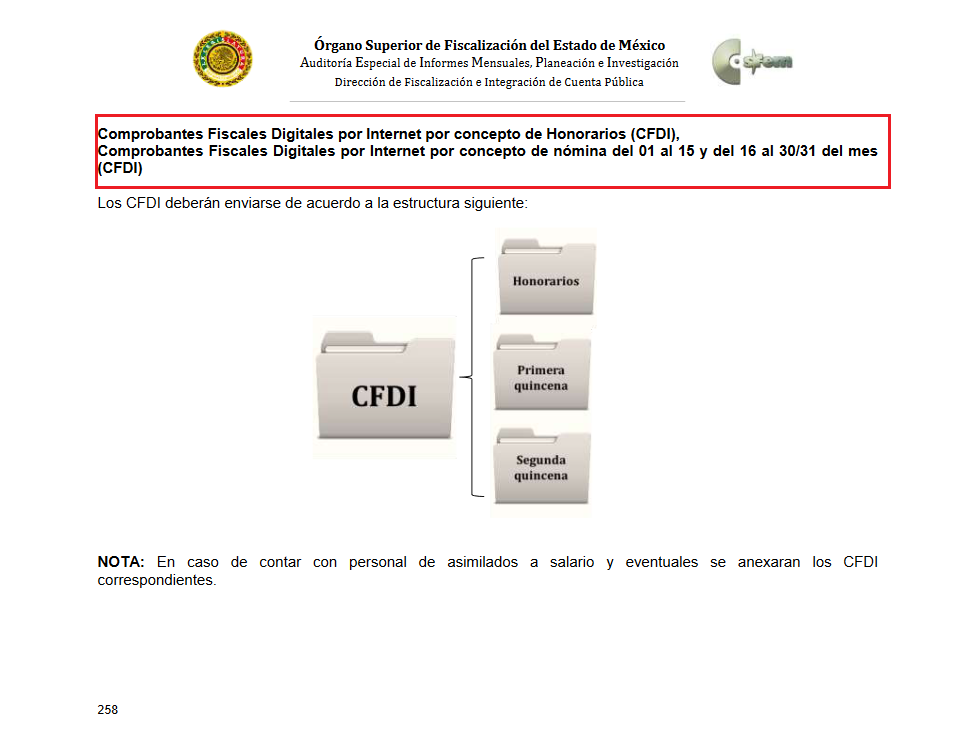 Órgano Superior de Fiscalización del Estado de México
Auditoría Especial de Informes Mensuales, Planeación e Investigación
Dirección de Fiscalización e Integración de Cuenta Pública
osfem
Comprobantes Fiscales Digitales por Internet por concepto de Honorarios (CFDI),
Comprobantes Fiscales Digitales por Internet por concepto de nómina del 01 al 15 y del 16 al 30/31 del mes
(CFDI)
Los CFDI deberán enviarse de acuerdo a la estructura siguiente:
Honorarios
CFDI
Primera
quincena
Segunda
quincena
NOTA: En caso de contar con personal de asimilados a salario y eventuales se anexaran los CFDI
correspondientes.
258